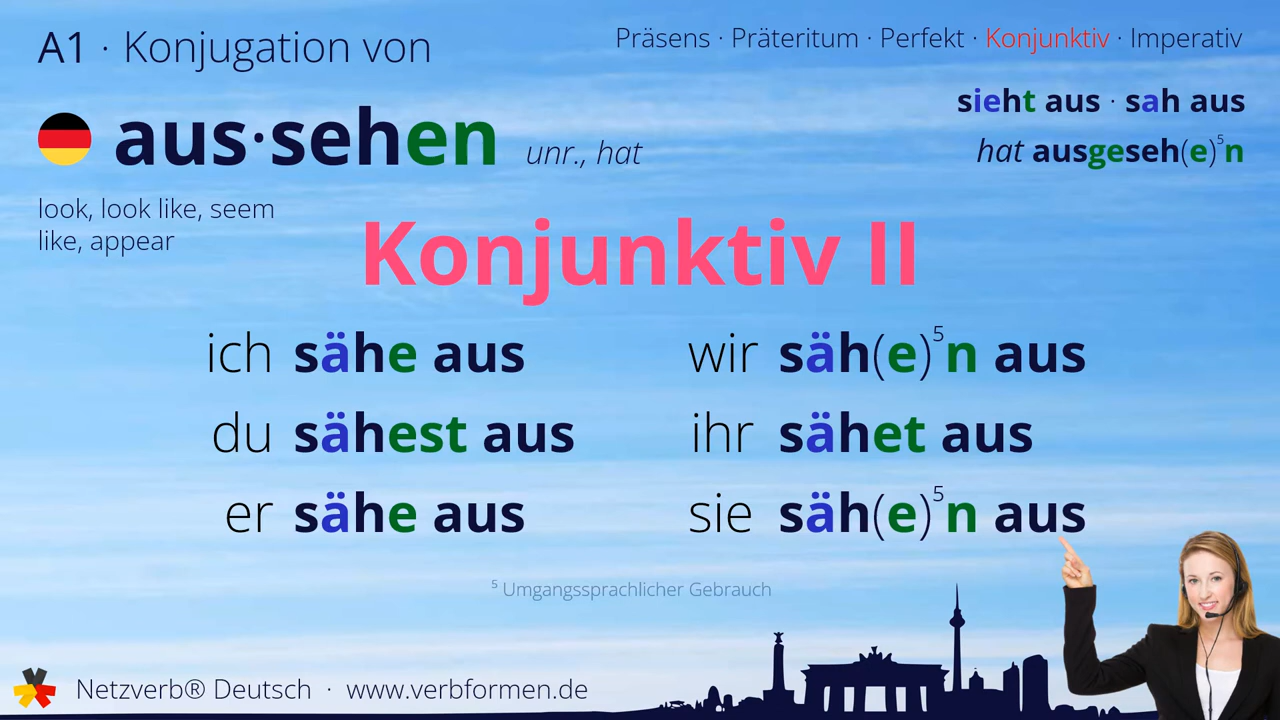 A1 · Konjugation von
Präsens · Präteritum · Perfekt · Konjunktiv · Imperativ
aus·sehen unr., hat
sieht aus · sah aus
hat ausgeseh(e)⁵n
look, look like, seem
like, appear
Konjunktiv II
ich sähe aus
du sähest aus
er sähe aus
wir säh(e)⁵n aus
ihr sähet aus
sie säh(e)⁵n aus
⁵ Umgangssprachlicher Gebrauch
Netzverb® Deutsch · www.verbformen.de